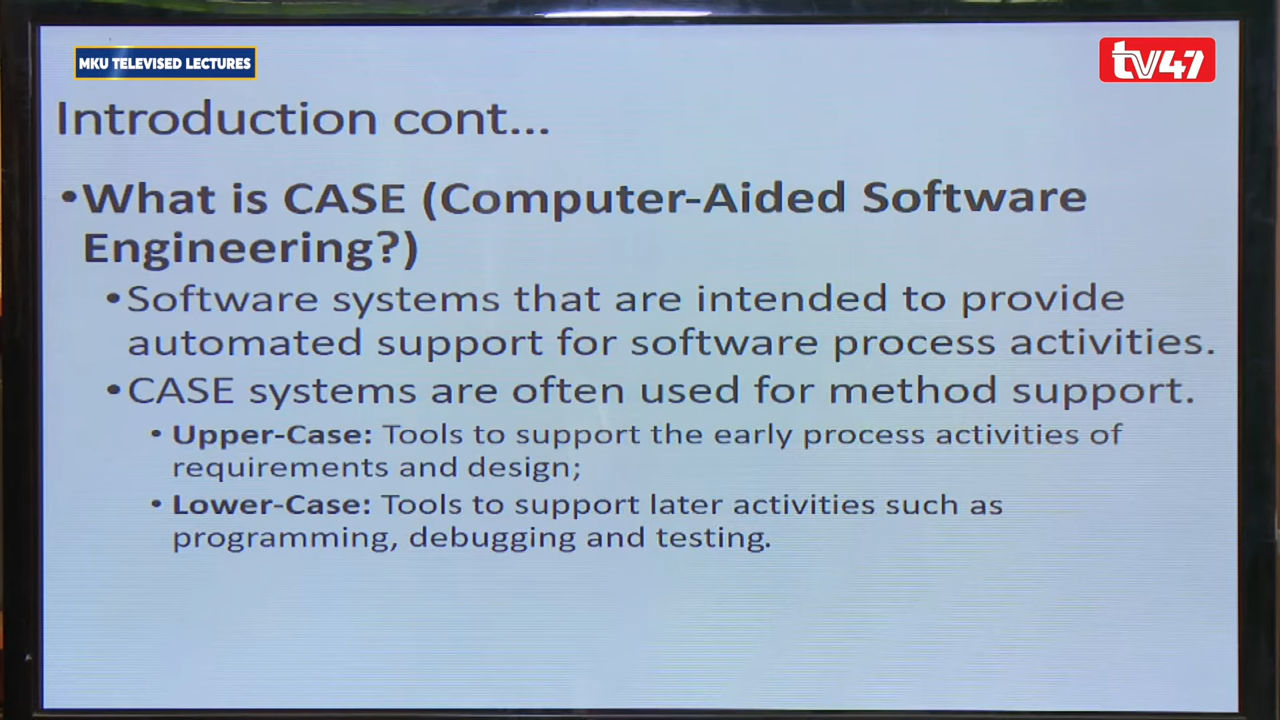 MKU TELEVISED LECTURES
tv47
Introduction cont...
•What is CASE (Computer-Aided Software
Engineering?)
•Software systems that are intended to provide
automated support for software process activities.
•CASE systems are often used for method support.
• Upper-Case: Tools to support the early process activities of
requirements and design;
• Lower-Case: Tools to support later activities such as
programming, debugging and testing.